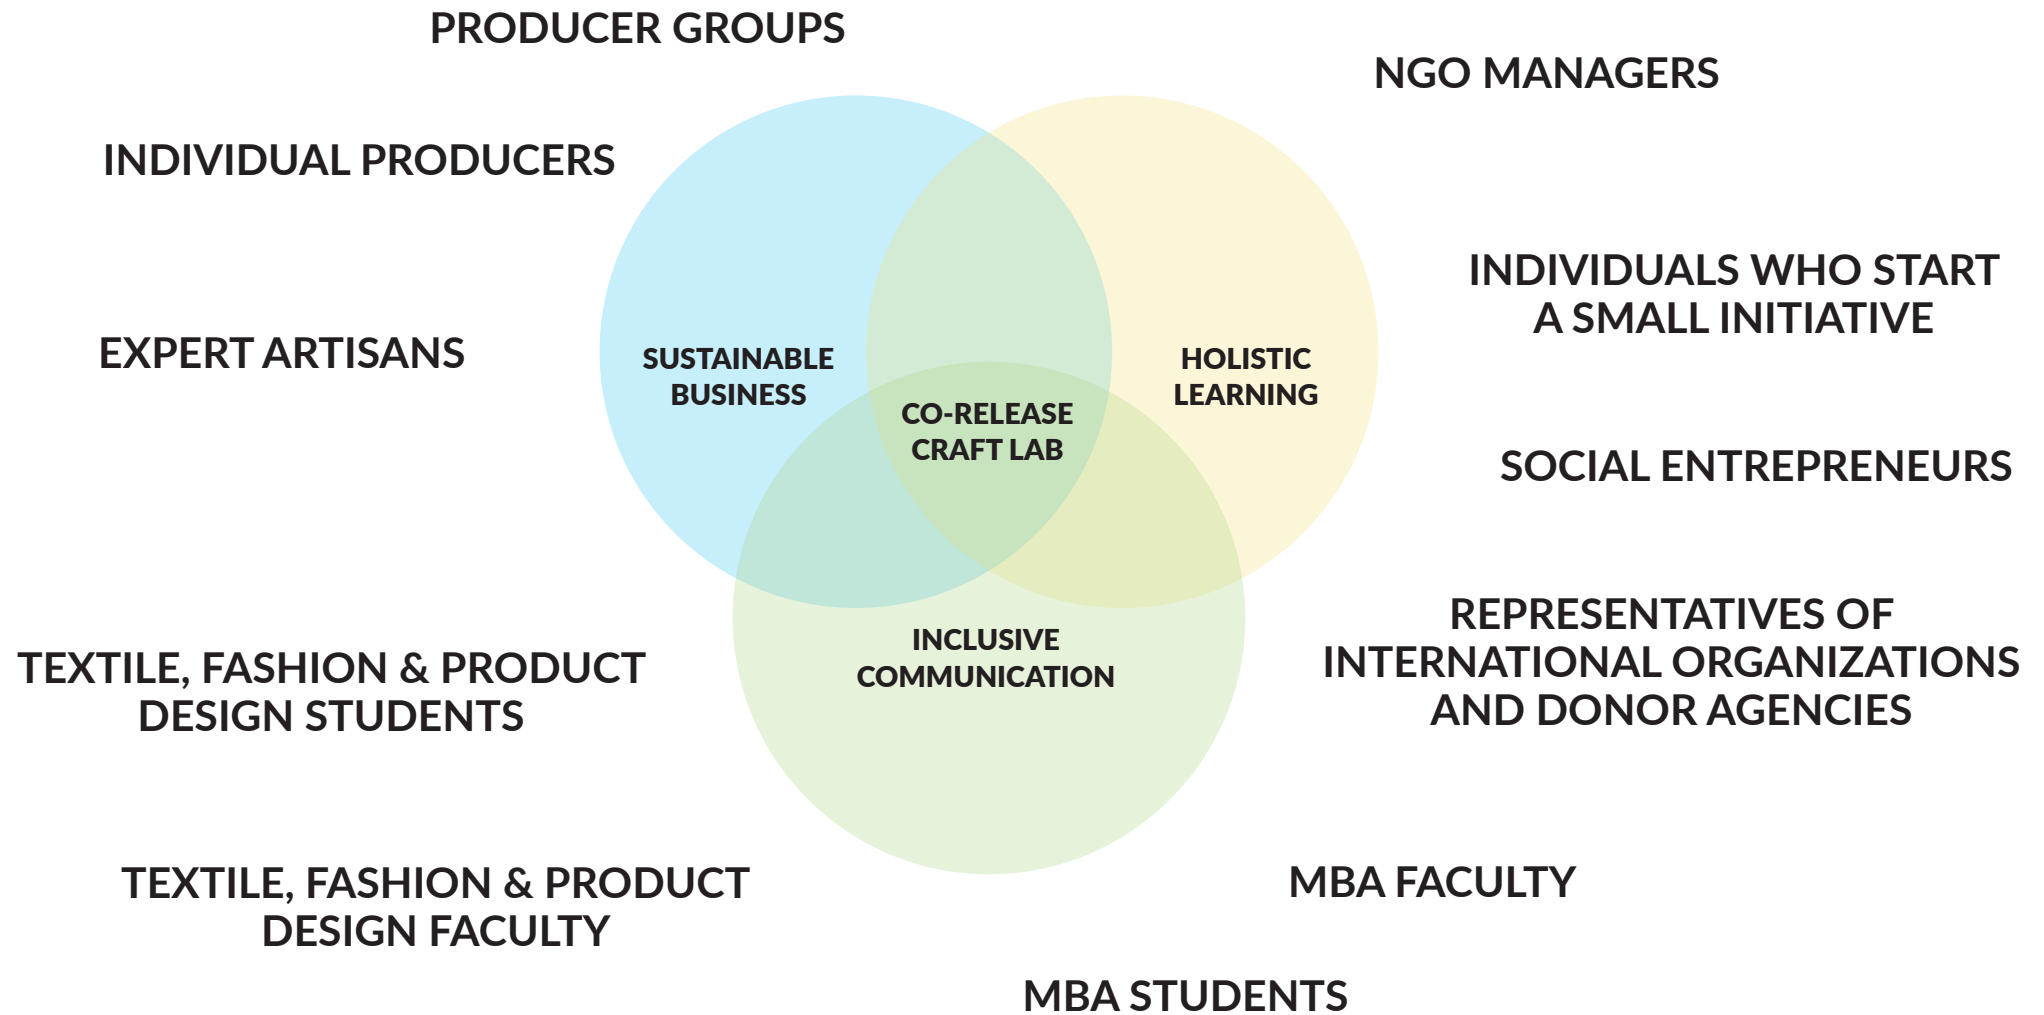 PRODUCER GROUPS
NGO MANAGERS
INDIVIDUAL PRODUCERS
INDIVIDUALS WHO START
A SMALL INITIATIVE
EXPERT ARTISANS
SUSTAINABLE
BUSINESS
HOLISTIC
LEARNING
CO-RELEASE
CRAFT LAB
SOCIAL ENTREPRENEURS
REPRESENTATIVES OF
INTERNATIONAL ORGANIZATIONS
AND DONOR AGENCIES
INCLUSIVE
COMMUNICATION
TEXTILE, FASHION & PRODUCT
DESIGN STUDENTS
TEXTILE, FASHION & PRODUCT
DESIGN FACULTY
MBA FACULTY
MBA STUDENTS